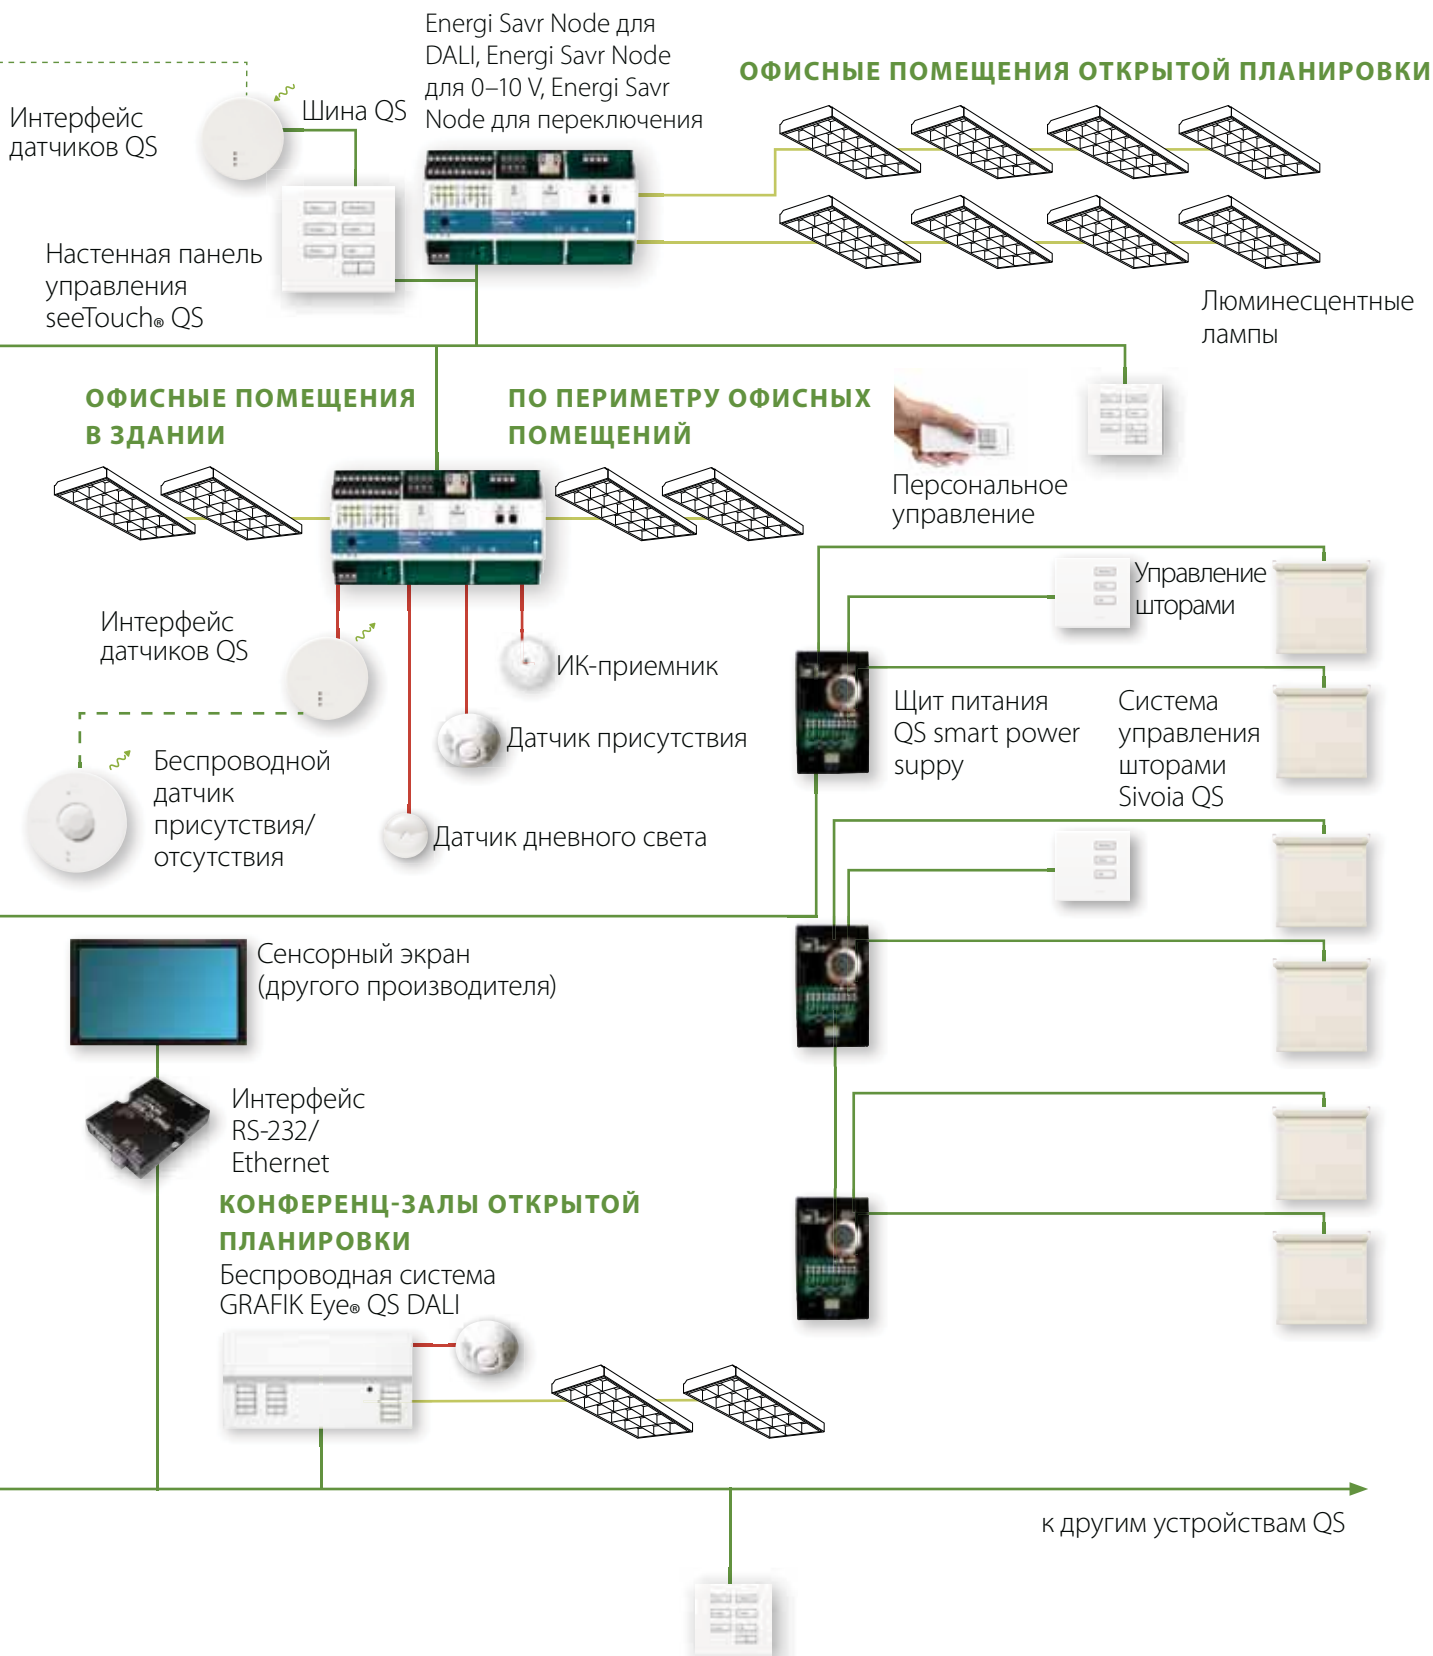 Energi Savr Node для
DALI, Energi Savr Node
для 0–10 V, Energi Savr
Node для переключения
ОФИСНЫЕ ПОМЕЩЕНИЯ ОТКРЫТОЙ ПЛАНИРОВКИ
Интерфейс
датчиков QS
Шина QS
Настенная панель
управления
seeTouch® QS
Люминесцентные
лампы
ОФИСНЫЕ ПОМЕЩЕНИЯ
В ЗДАНИИ
ПО ПЕРИМЕТРУ ОФИСНЫХ
ПОМЕЩЕНИЙ
Персональное
управление
Управление
шторами
Интерфейс
датчиков QS
ИК-приемник
Щит питания
QS smart power
suppy
Система
управления
шторами
Sivoia QS
Датчик присутствия
Беспроводной
датчик
присутствия/
отсутствия
Датчик дневного света
Сенсорный экран
(другого производителя)
Интерфейс
RS-232/
Ethernet
КОНФЕРЕНЦ-ЗАЛЫ ОТКРЫТОЙ
ПЛАНИРОВКИ
Беспроводная система
GRAFIK Eye® QS DALI
к другим устройствам QS